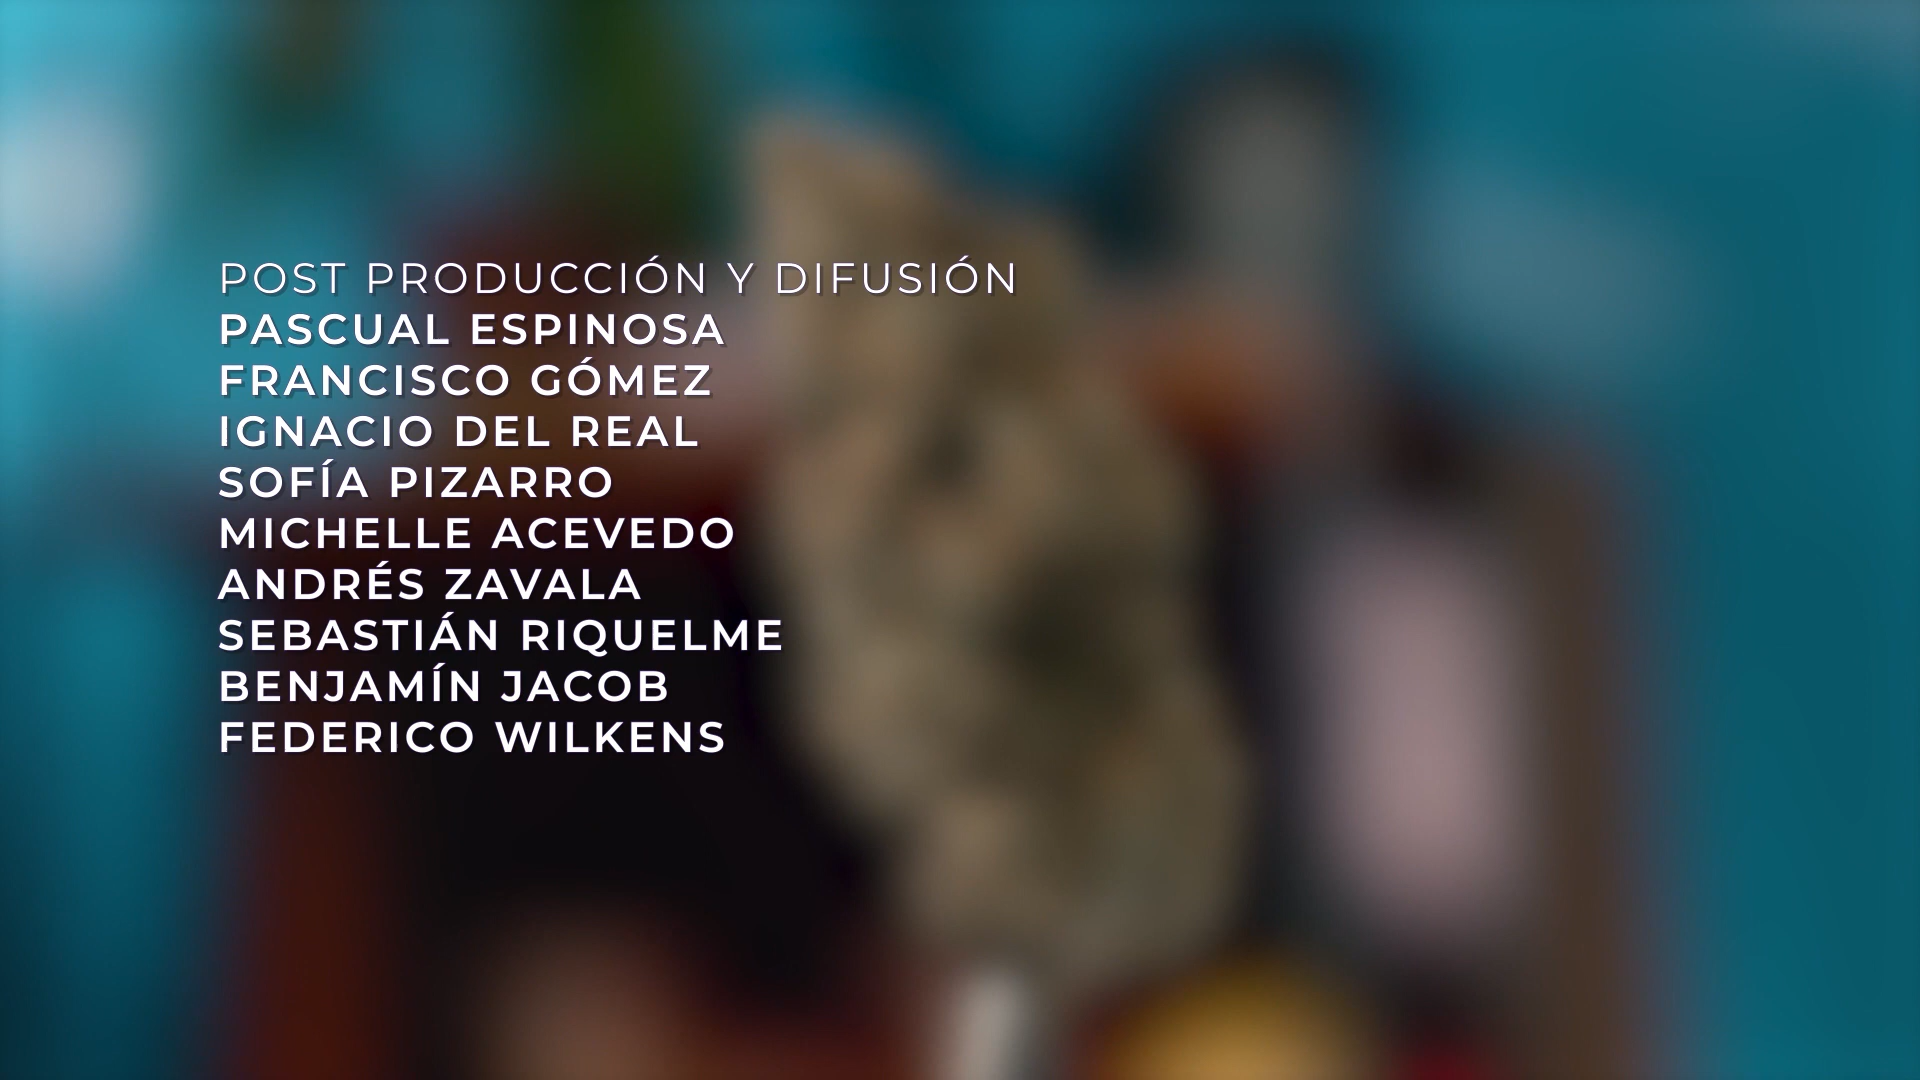 POST PRODUCCIÓN Y DIFUSIÓN
PASCUAL ESPINOSA
FRANCISCO GÓMEZ
IGNACIO DEL REAL
SOFÍA PIZARRO
MICHELLE ACEVEDO
ANDRÉS ZAVALA
SEBASTIÁN RIQUELME
BENJAMÍN JACOB
FEDERICO WILKENS